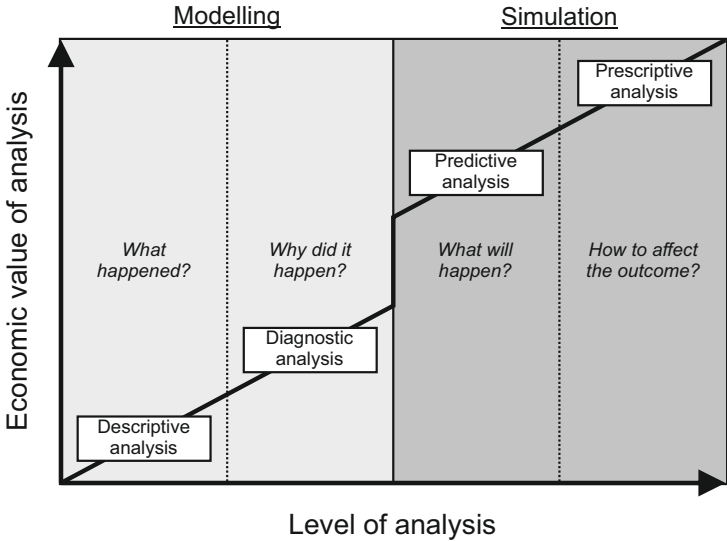 Modelling
Simulation
Economic value of analysis
Prescriptive
analysis
Predictive
analysis
What
happened?
Why did it
happen?
What will
happen?
How to affect
the outcome?
Diagnostic
analysis
Descriptive
analysis
Level of analysis